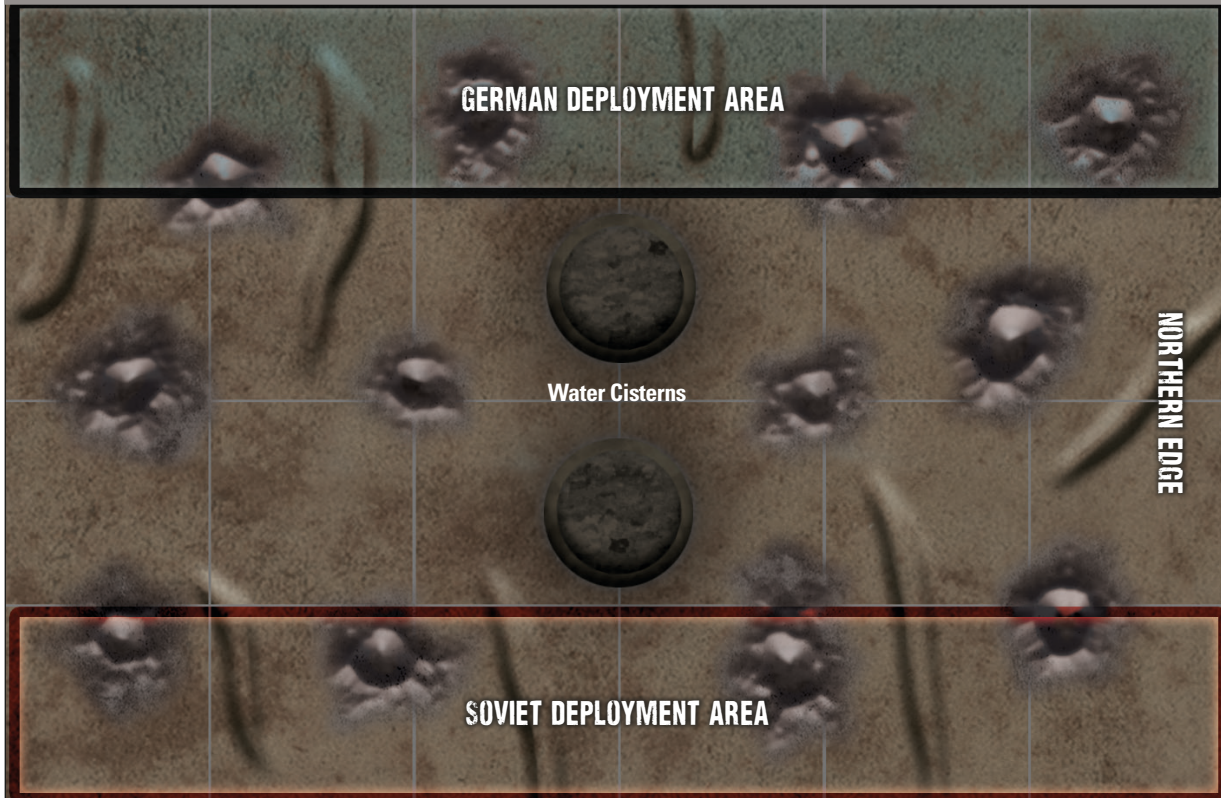 GERMAN DEPLOYMENT AREA
Water Cisterns
NORTHERN EDGE
SOVIET DEPLOYMENT AREA